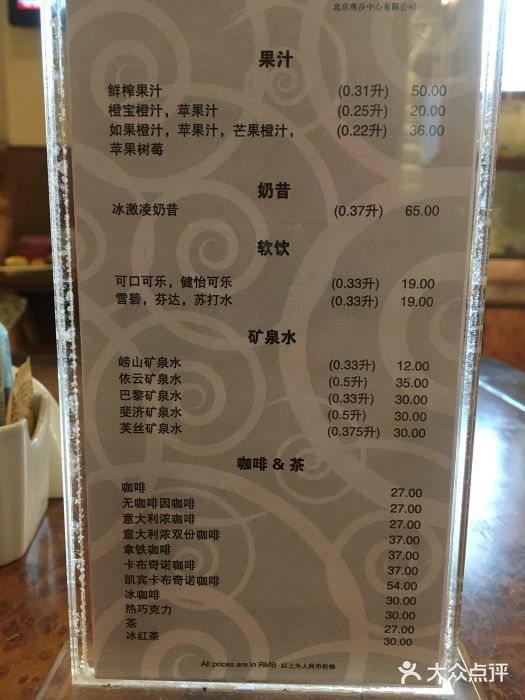 北京燕莎中心有限公司
果汁
鲜榨果汁 (0.31升) 50.00
橙宝橙汁，苹果汁 (0.25升) 20.00
如果橙汁，苹果汁，芒果橙汁， (0.22升) 36.00
苹果树莓
奶昔
冰激凌奶昔 (0.37升) 65.00
软饮
可口可乐，健怡可乐 (0.33升) 19.00
雪碧，芬达，苏打水 (0.33升) 19.00
矿泉水
崂山矿泉水 (0.33升) 12.00
依云矿泉水 (0.5升) 35.00
巴黎矿泉水 (0.33升) 30.00
斐济矿泉水 (0.5升) 30.00
芙丝矿泉水 (0.375升) 30.00
咖啡 & 茶
咖啡 27.00
无咖啡因咖啡 27.00
意大利浓咖啡 27.00
意大利浓双份咖啡 37.00
拿铁咖啡 37.00
卡布奇诺咖啡 37.00
凯宾卡布奇诺咖啡 54.00
冰咖啡 30.00
热巧克力 30.00
茶 27.00
冰红茶 30.00
All prices are in RMB 以上为人民币价格
大众点评